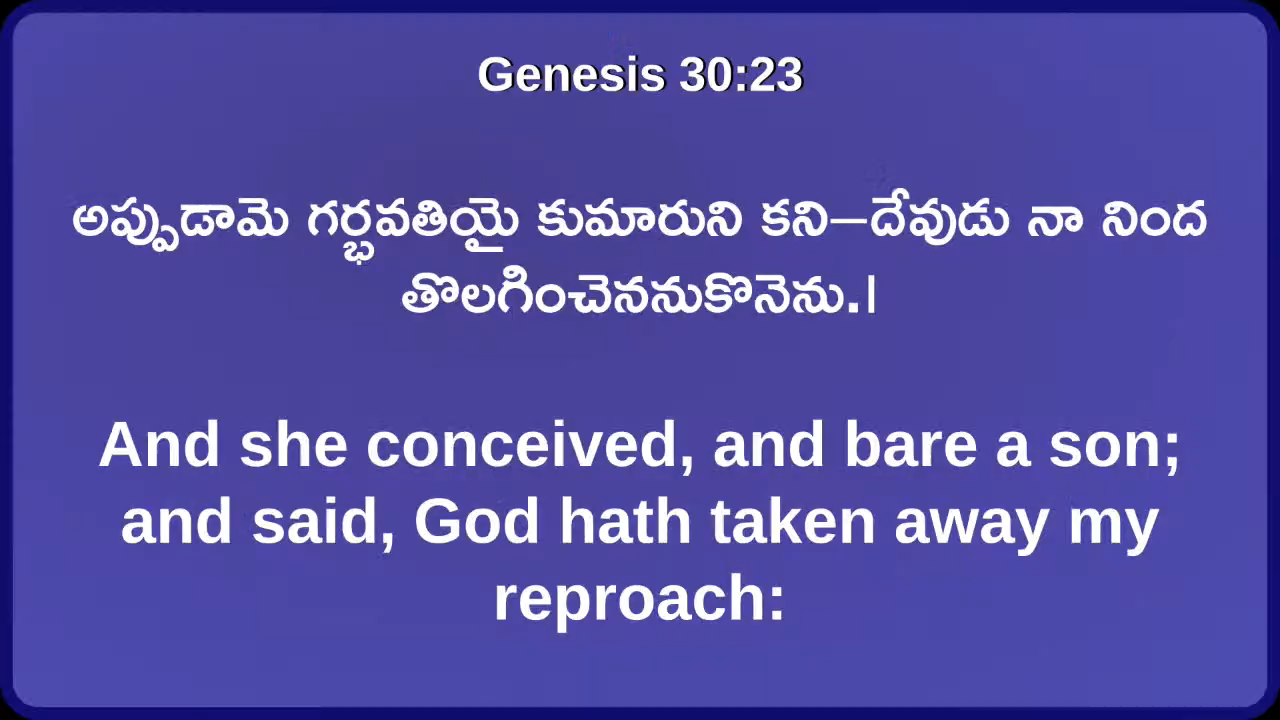 Genesis 30:23
అప్పుడామె గర్భవతియై కుమారుని కని—దేవుడు నా నింద
తొలగించెననుకొనెను.।
And she conceived, and bare a son;
and said, God hath taken away my
reproach: